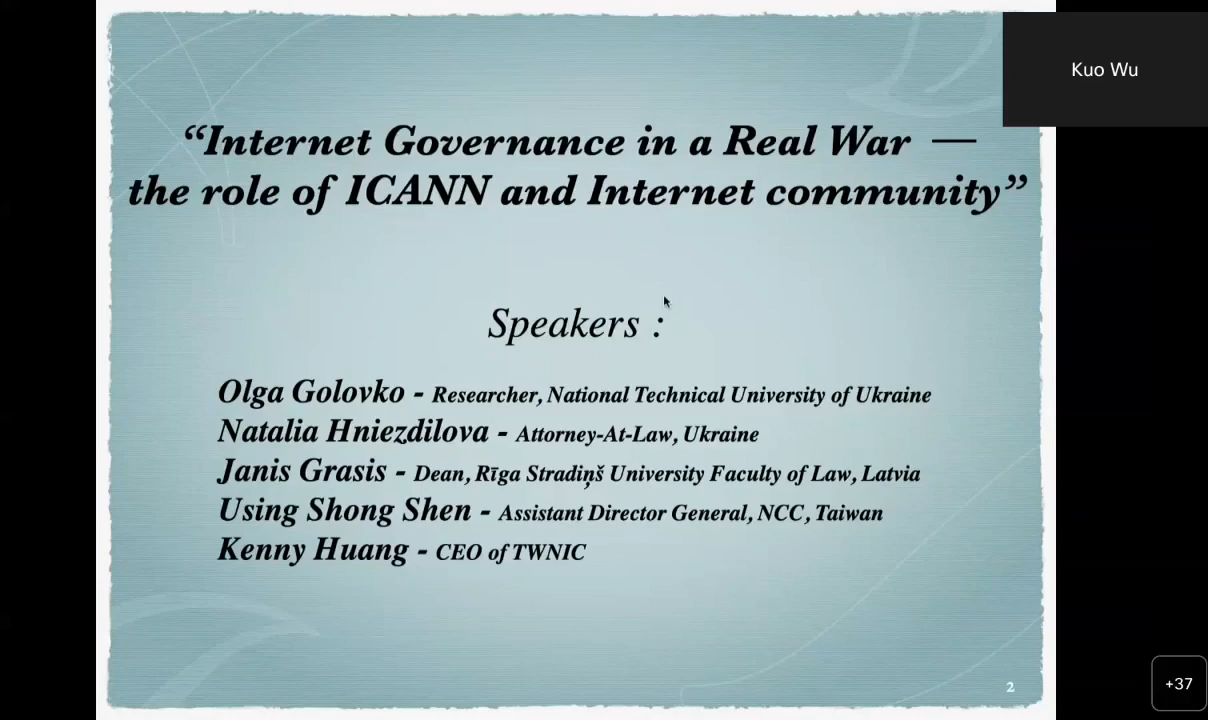 Kuo Wu
“Internet Governance in a Real War —
the role of ICANN and Internet community”
Speakers :
Olga Golovko - Researcher, National Technical University of Ukraine
Natalia Hniezdilova - Attorney-At-Law, Ukraine
Janis Grasis - Dean, Rīga Stradiņš University Faculty of Law, Latvia
Using Shong Shen - Assistant Director General, NCC, Taiwan
Kenny Huang - CEO of TWNIC
2
+37